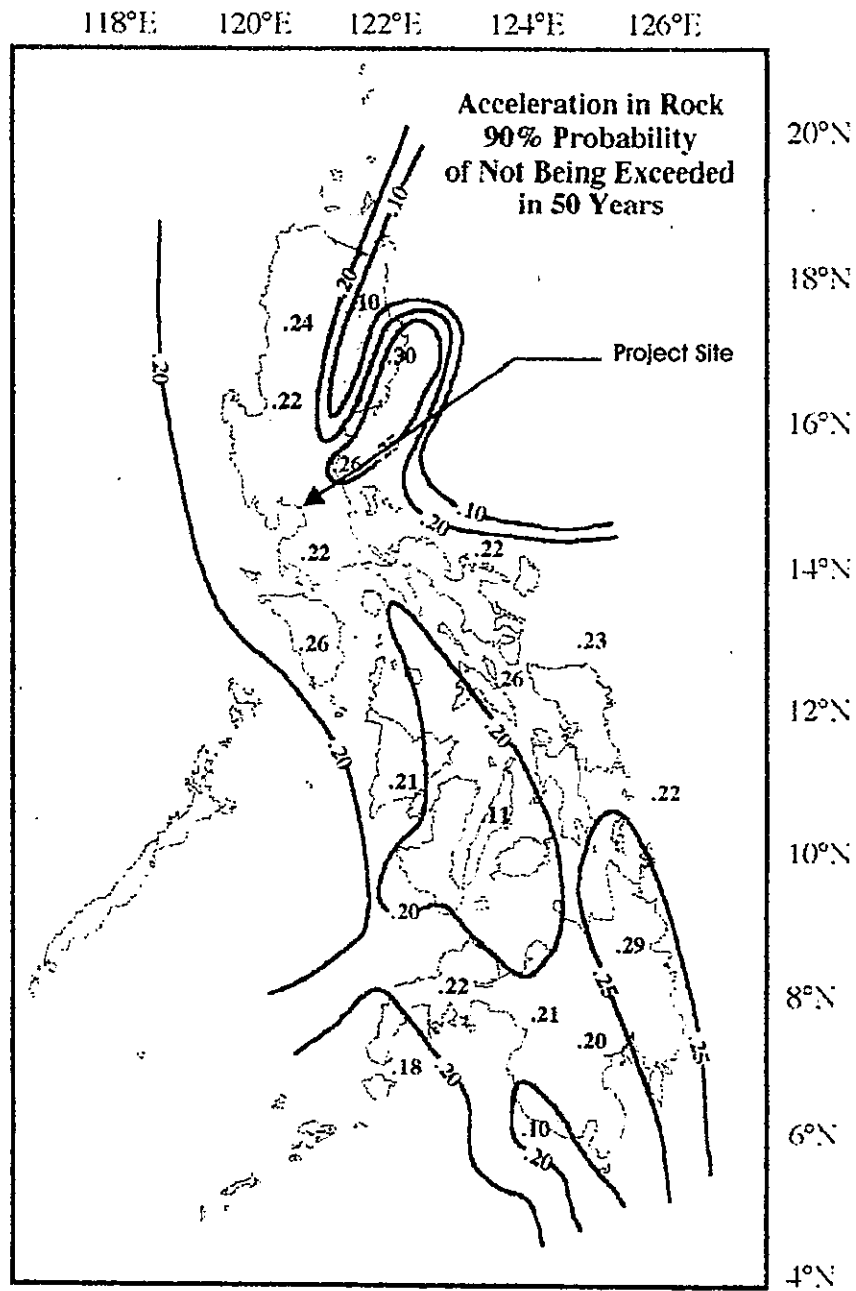 118°E 120°E 122°E 124°E 126°E
Acceleration in Rock
90% Probability
of Not Being Exceeded
in 50 Years
20°N
.10
.20
18°N
.10
.24
.30
Project Site
.20
.22
16°N
.26
.10
.20
.22
.22
14°N
.23
.26
.26
12°N
.20
.20
.21
.22
.11
10°N
.20
.29
.22
8°N
.25
.21
.20
.25
.18
.20
.10
6°N
.20
4°N